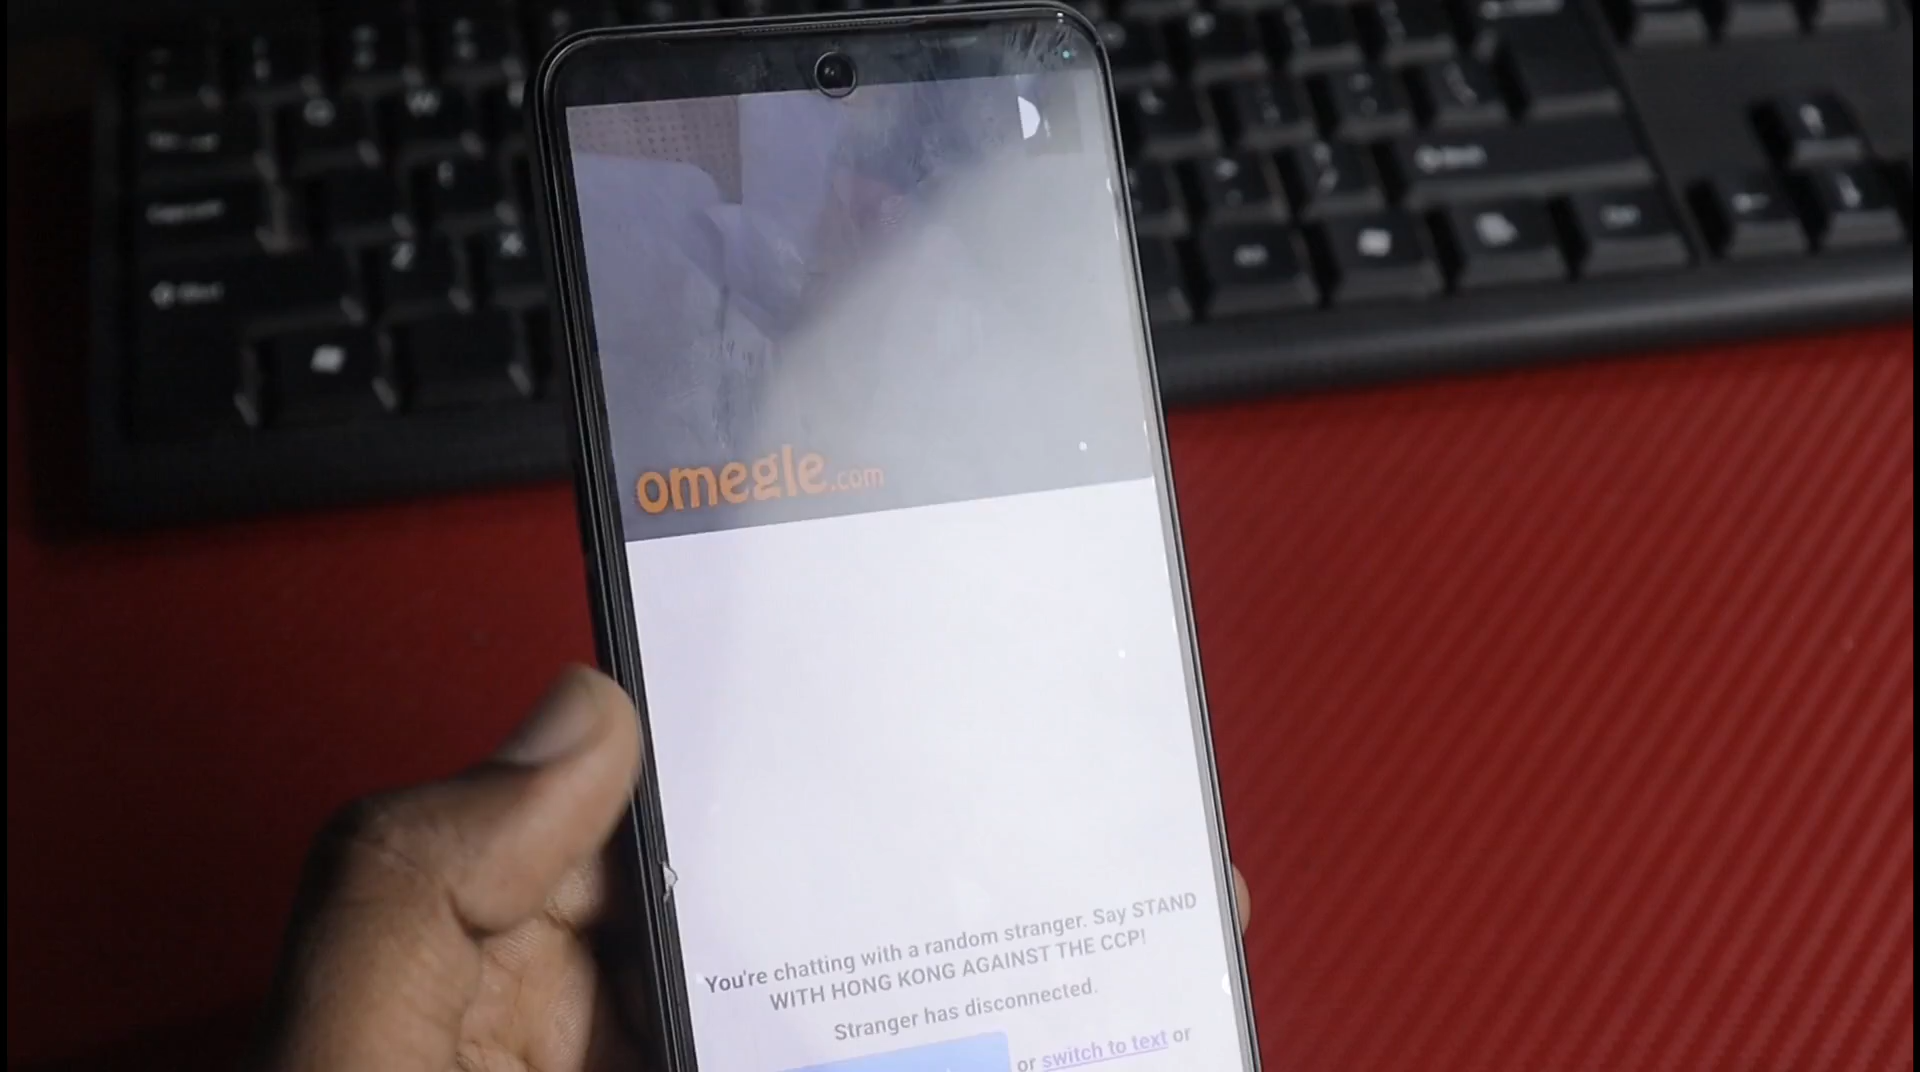 omegle.com
You're chatting with a random stranger. Say STAND
WITH HONG KONG AGAINST THE CCP!
Stranger has disconnected.
or switch to text or